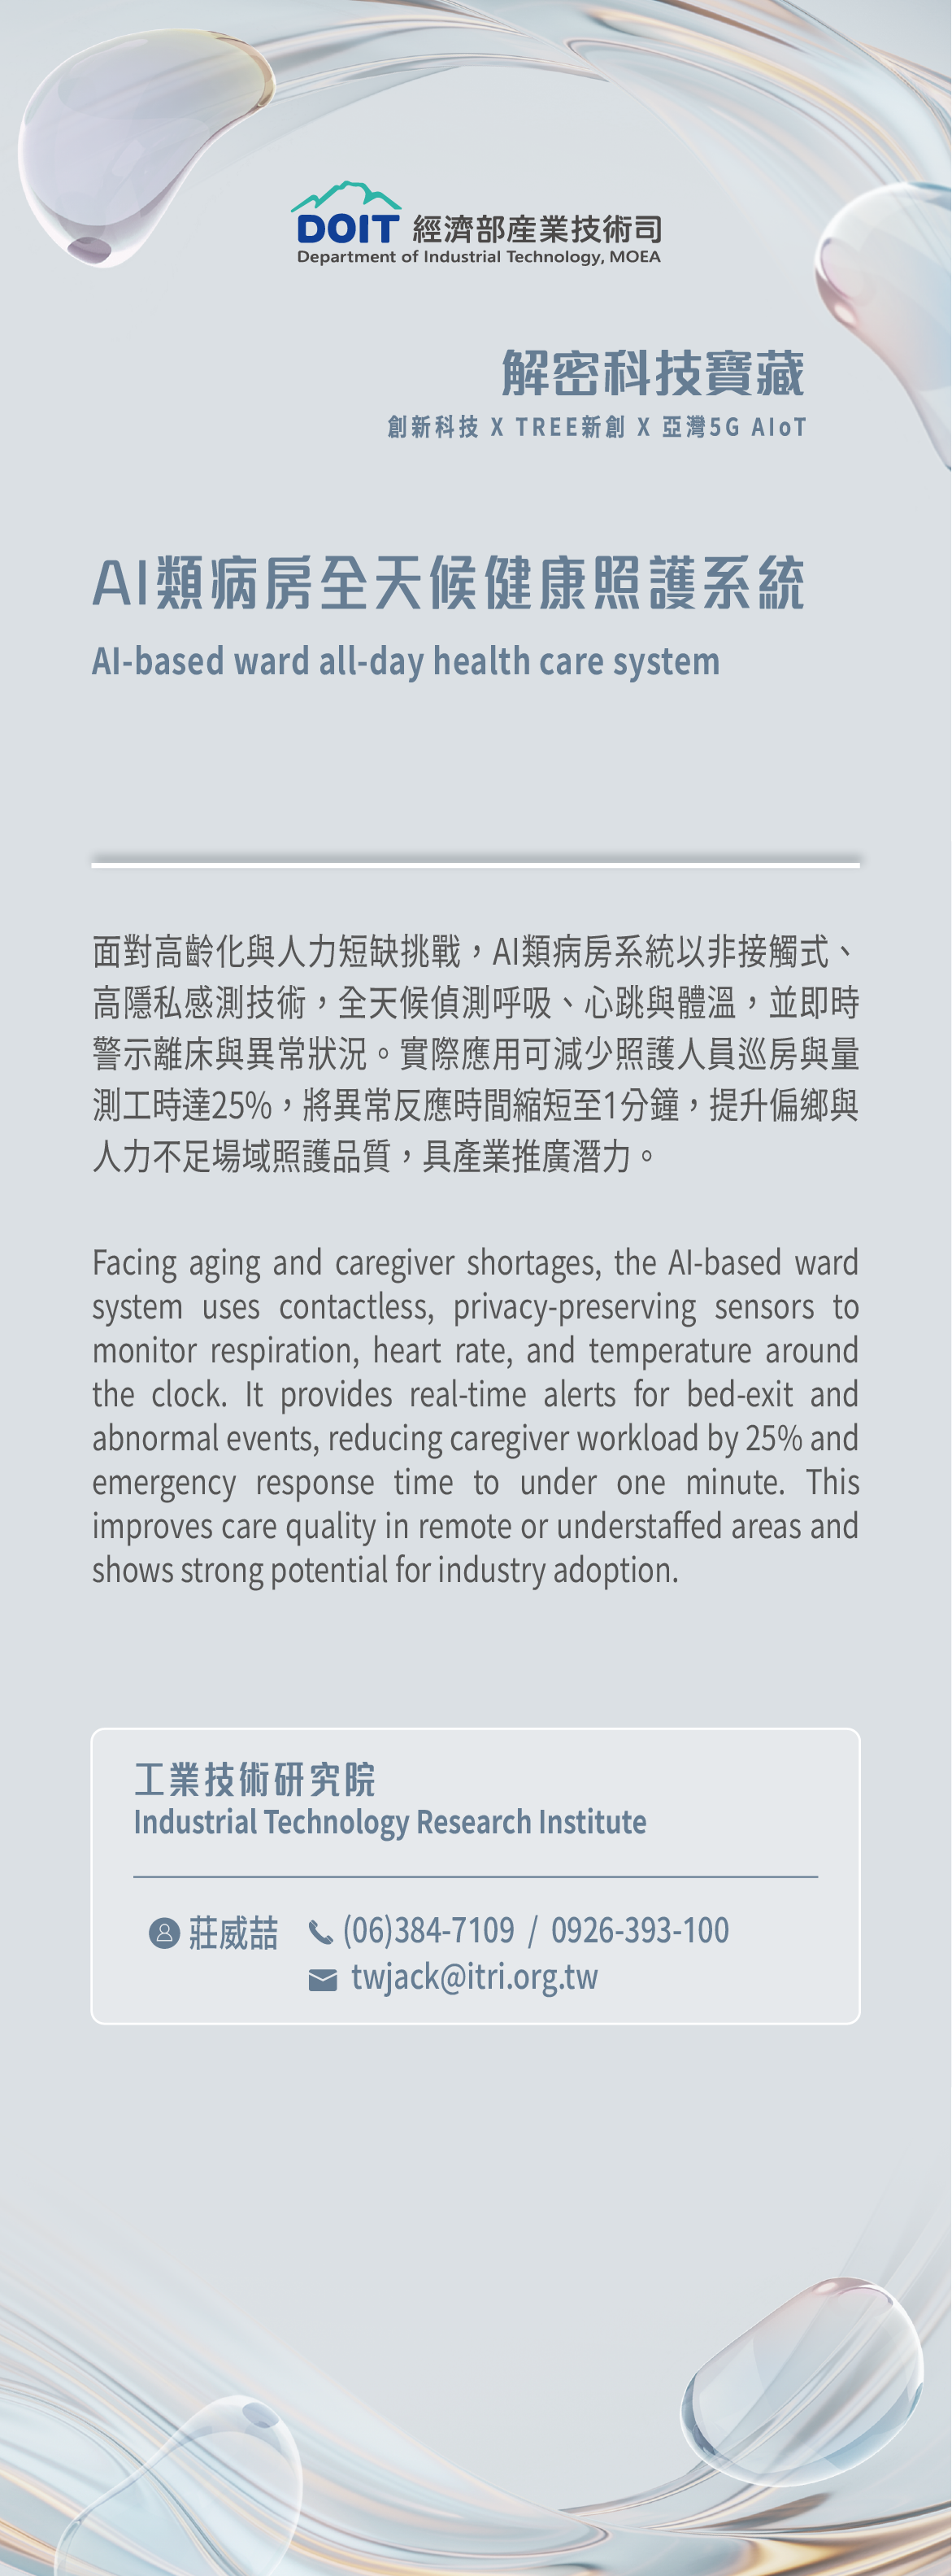 DOIT 經濟部產業技術司
Department of Industrial Technology, MOEA
解密科技寶藏
創新科技 X TREE新創 X 亞灣5G AIoT
AI類病房全天候健康照護系統
AI-based ward all-day health care system
面對高齡化與人力短缺挑戰，AI類病房系統以非接觸式、
高隱私感測技術，全天候偵測呼吸、心跳與體溫，並即時
警示離床與異常狀況。實際應用可減少照護人員巡房與量
測工時達25%，將異常反應時間縮短至1分鐘，提升偏鄉與
人力不足場域照護品質，具產業推廣潛力。
Facing aging and caregiver shortages, the AI-based ward
system uses contactless, privacy-preserving sensors to
monitor respiration, heart rate, and temperature around
the clock. It provides real-time alerts for bed-exit and
abnormal events, reducing caregiver workload by 25% and
emergency response time to under one minute. This
improves care quality in remote or understaffed areas and
shows strong potential for industry adoption.
工業技術研究院
Industrial Technology Research Institute
莊威喆 (06)384-7109 / 0926-393-100
twjack@itri.org.tw